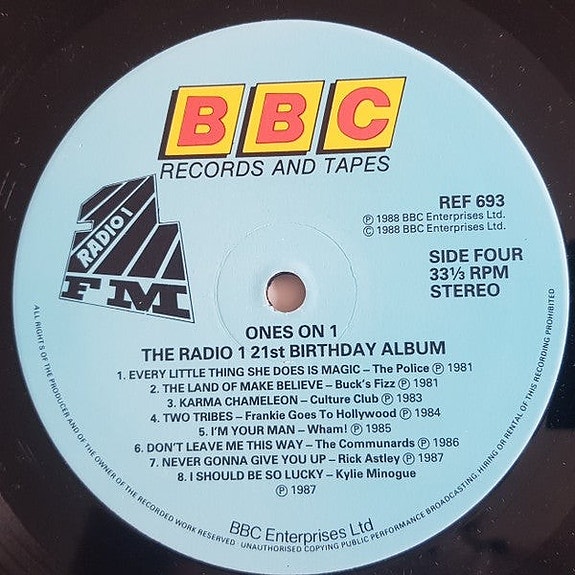 BBC
RECORDS AND TAPES
RADIO 1
FM
REF 693
Ⓟ 1988 BBC Enterprises Ltd.
© 1988 BBC Enterprises Ltd.
SIDE FOUR
33⅓ RPM
STEREO
ONES ON 1
THE RADIO 1 21st BIRTHDAY ALBUM
1. EVERY LITTLE THING SHE DOES IS MAGIC – The Police Ⓟ 1981
2. THE LAND OF MAKE BELIEVE – Buck's Fizz Ⓟ 1981
3. KARMA CHAMELEON – Culture Club Ⓟ 1983
4. TWO TRIBES – Frankie Goes To Hollywood Ⓟ 1984
5. I'M YOUR MAN – Wham! Ⓟ 1985
6. DON'T LEAVE ME THIS WAY – The Communards Ⓟ 1986
7. NEVER GONNA GIVE YOU UP – Rick Astley Ⓟ 1987
8. I SHOULD BE SO LUCKY – Kylie Minogue
Ⓟ 1987
BBC Enterprises Ltd
ALL RIGHTS OF THE PRODUCER AND OF THE OWNER OF THE RECORDED WORK RESERVED · UNAUTHORISED COPYING PUBLIC PERFORMANCE BROADCASTING, HIRING OR RENTAL OF THIS RECORDING PROHIBITED